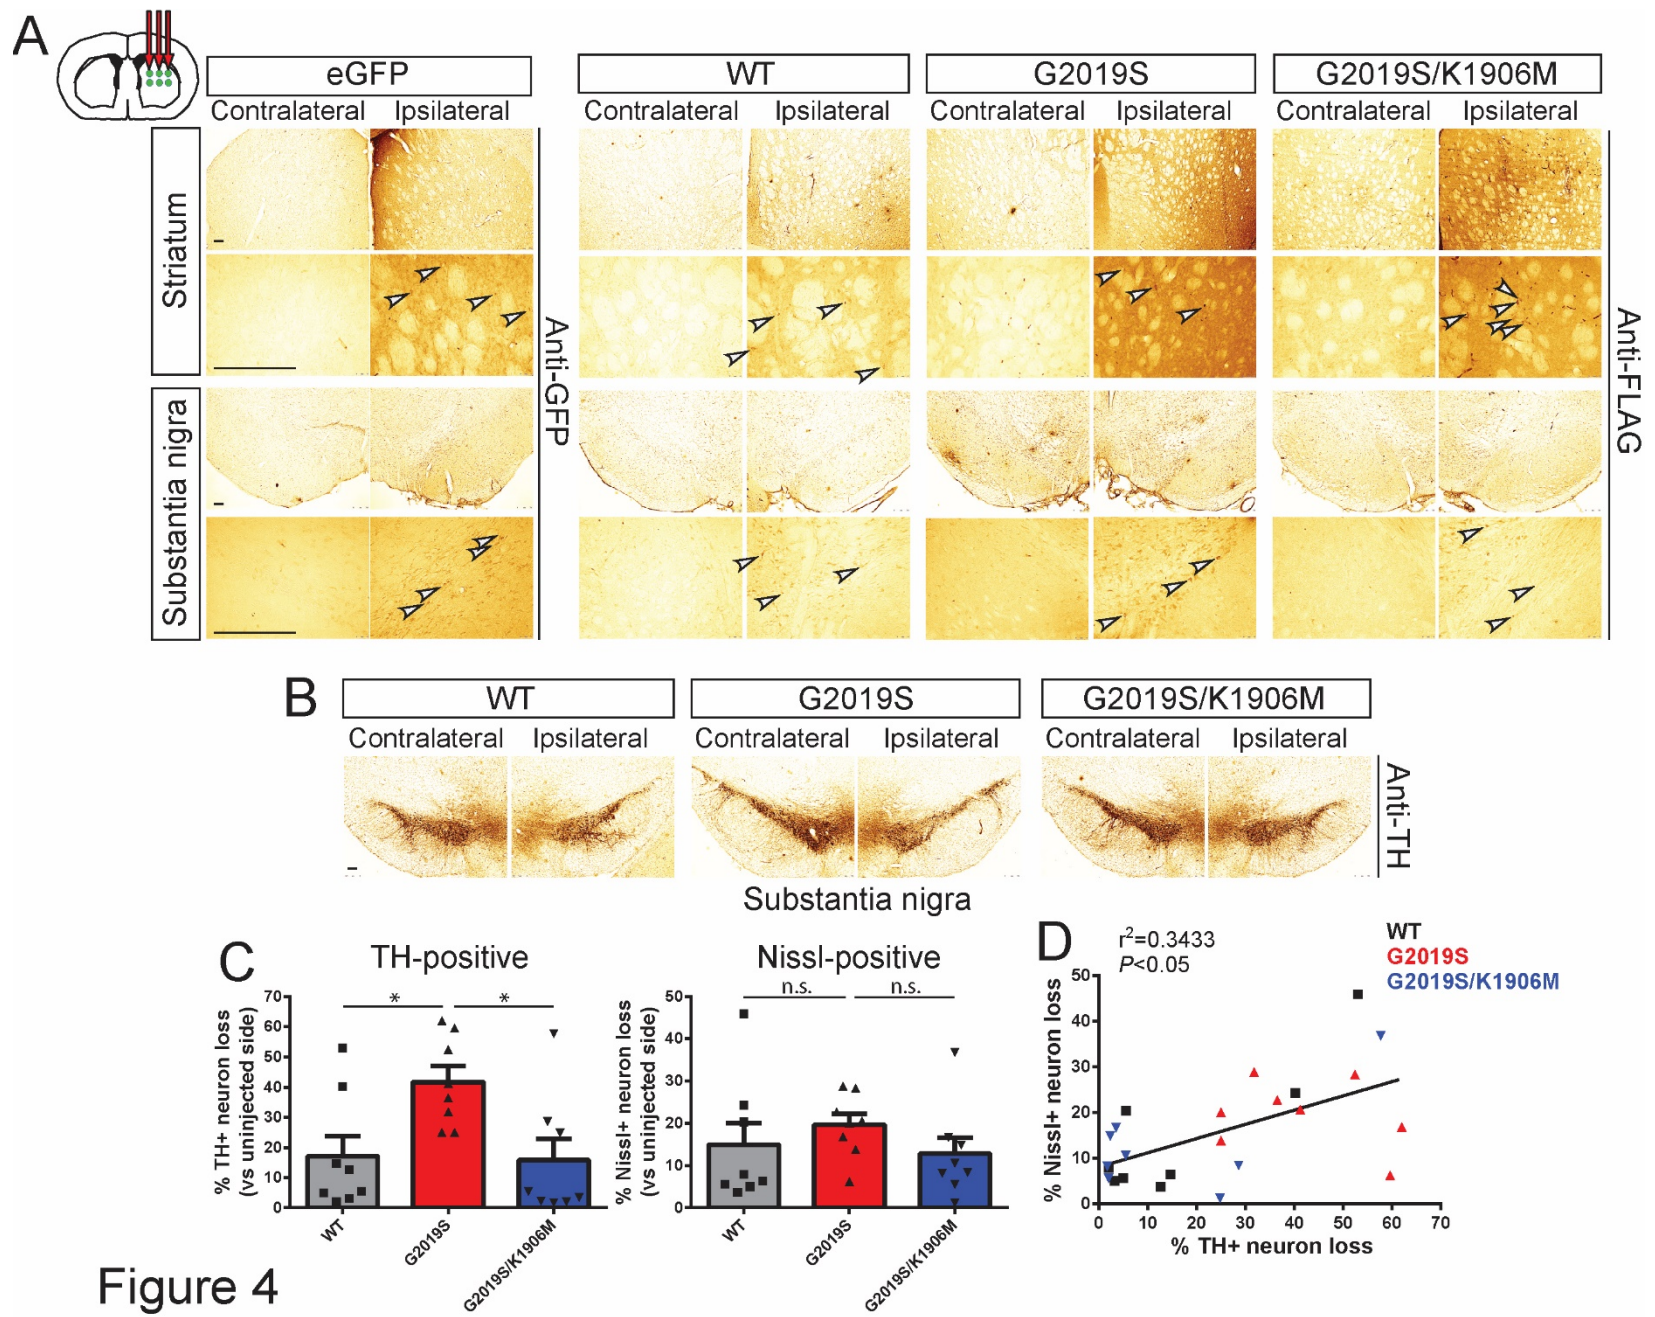 A
eGFP
WT
G2019S
G2019S/K1906M
Contralateral Ipsilateral
Contralateral Ipsilateral
Contralateral Ipsilateral
Contralateral Ipsilateral
Striatum
Substantia nigra
Anti-GFP
Anti-FLAG
B
WT
G2019S
G2019S/K1906M
Contralateral Ipsilateral
Contralateral Ipsilateral
Contralateral Ipsilateral
Anti-TH
Substantia nigra
C
TH-positive
% TH+ neuron loss
(vs uninjected side)
70
60
50
40
30
20
10
0
* *
WT
G2019S
G2019S/K1906M
Nissl-positive
% Nissl+ neuron loss
(vs uninjected side)
50
40
30
20
10
0
n.s. n.s.
WT
G2019S
G2019S/K1906M
D
r²=0.3433
P<0.05
WT
G2019S
G2019S/K1906M
% Nissl+ neuron loss
50
40
30
20
10
0
0 10 20 30 40 50 60 70
% TH+ neuron loss
Figure 4